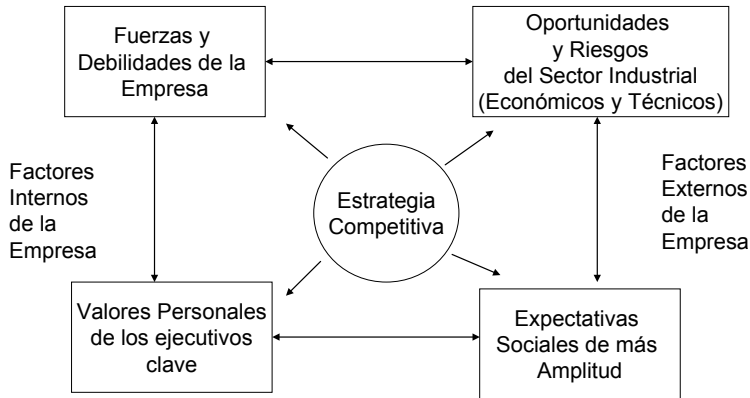 Fuerzas y
Debilidades de la
Empresa
Oportunidades
y Riesgos
del Sector Industrial
(Económicos y Técnicos)
Factores
Internos
de la
Empresa
Estrategia
Competitiva
Factores
Externos
de la
Empresa
Valores Personales
de los ejecutivos
clave
Expectativas
Sociales de más
Amplitud